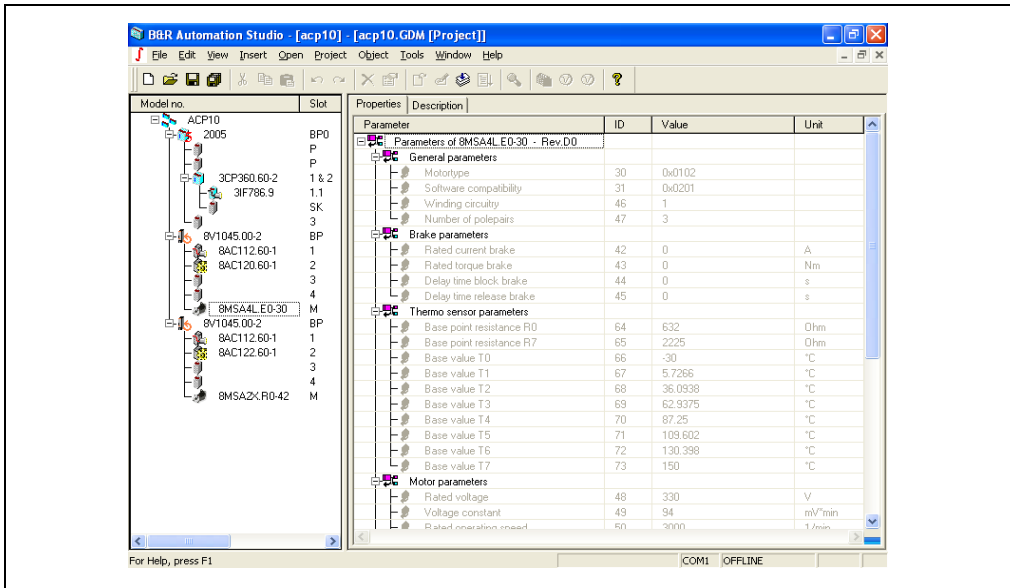 B&R Automation Studio - [acp10] - [acp10.GDM [Project]]
File Edit View Insert Open Project Object Tools Window Help
Model no. Slot
ACP10
2005 BP0
P
P
3CP360.60-2 1 & 2
3IF786.9 1.1
SK
3
8V1045.00-2 BP
8AC112.60-1 1
8AC120.60-1 2
3
4
8MSA4L.E0-30 M
8V1045.00-2 BP
8AC112.60-1 1
8AC122.60-1 2
3
4
8MSA2X.R0-42 M
Properties Description
Parameter ID Value Unit
Parameters of 8MSA4L.E0-30 - Rev.D0
General parameters
Motortype 30 0x0102
Software compatibility 31 0x0201
Winding circuitry 46 1
Number of polepairs 47 3
Brake parameters
Rated current brake 42 0 A
Rated torque brake 43 0 Nm
Delay time block brake 44 0 s
Delay time release brake 45 0 s
Thermo sensor parameters
Base point resistance R0 64 632 Ohm
Base point resistance R7 65 2225 Ohm
Base value T0 66 -30 °C
Base value T1 67 5.7266 °C
Base value T2 68 36.0938 °C
Base value T3 69 62.9375 °C
Base value T4 70 87.25 °C
Base value T5 71 109.602 °C
Base value T6 72 130.398 °C
Base value T7 73 150 °C
Motor parameters
Rated voltage 48 330 V
Voltage constant 49 94 mV*min
Rated operating speed 50 3000 1/min
For Help, press F1 COM1 OFFLINE